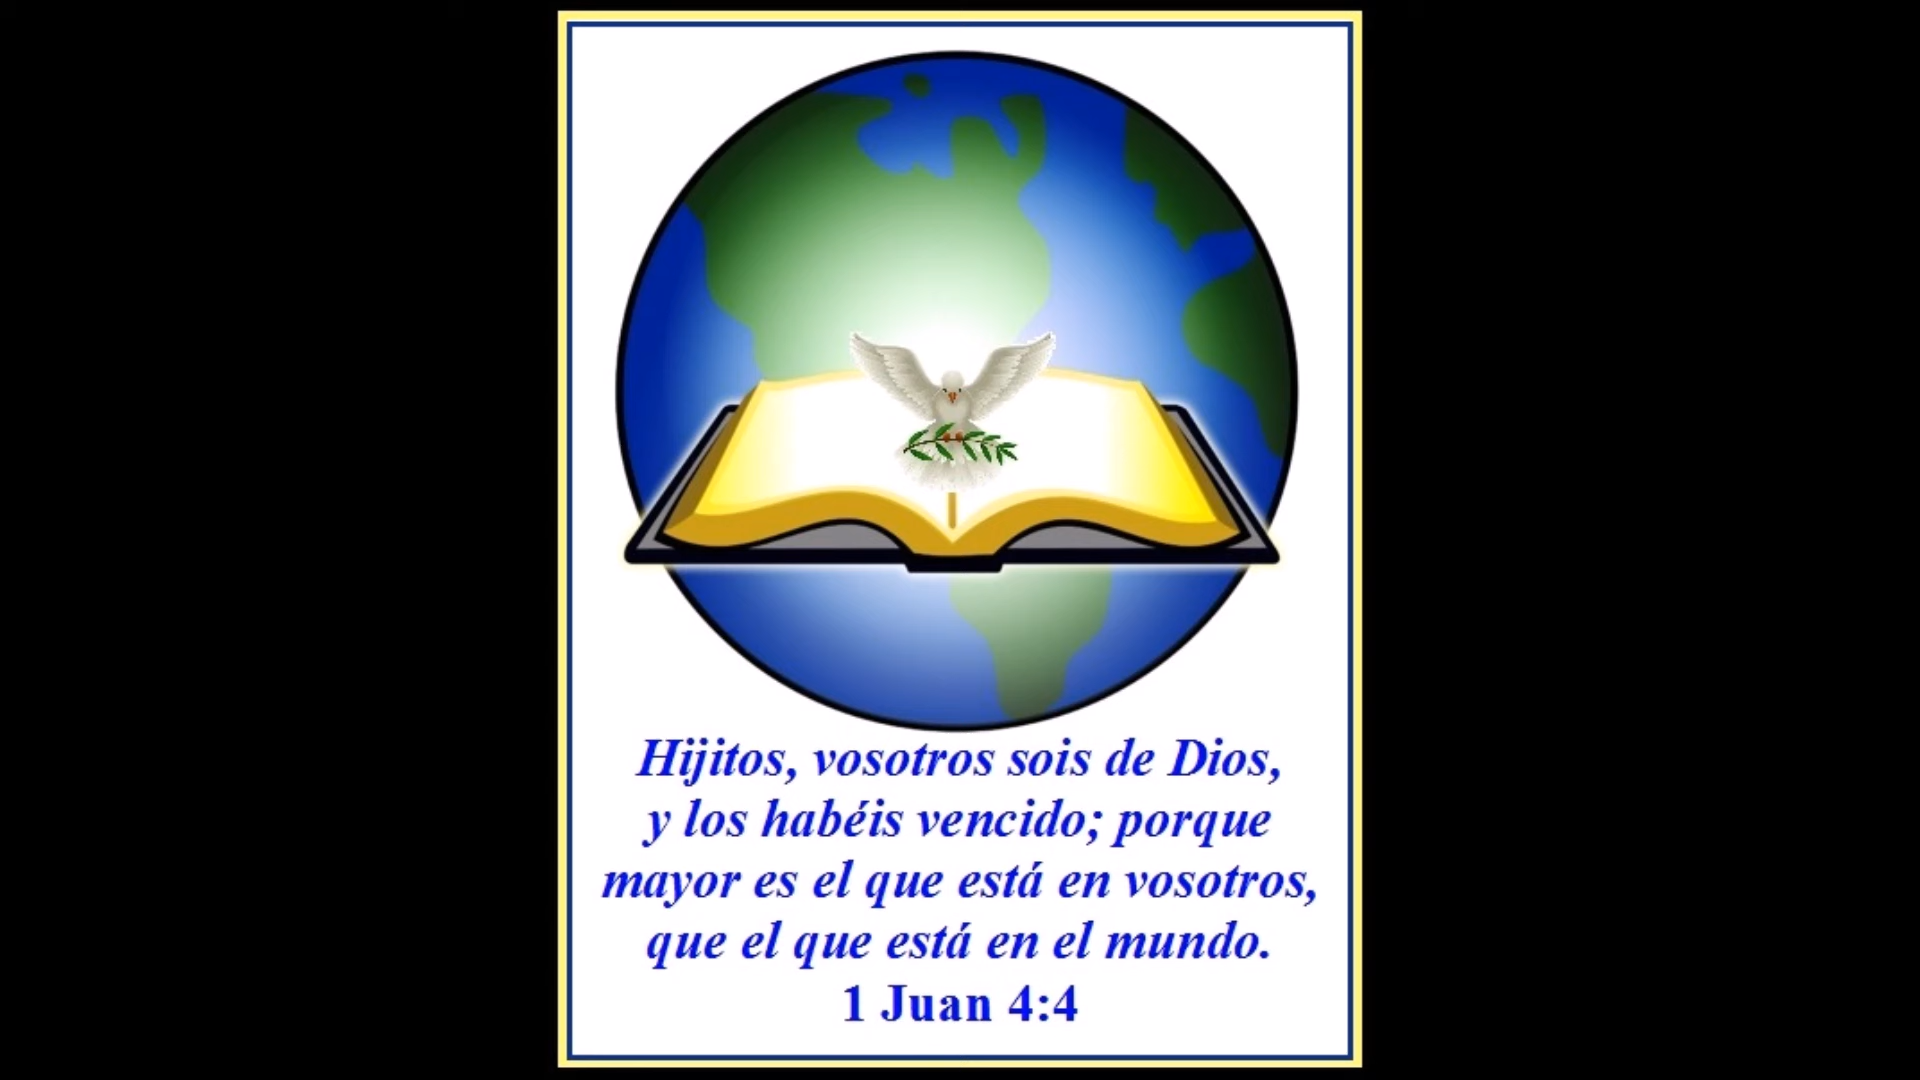 Hijitos, vosotros sois de Dios,
y los habéis vencido; porque
mayor es el que está en vosotros,
que el que está en el mundo.
1 Juan 4:4